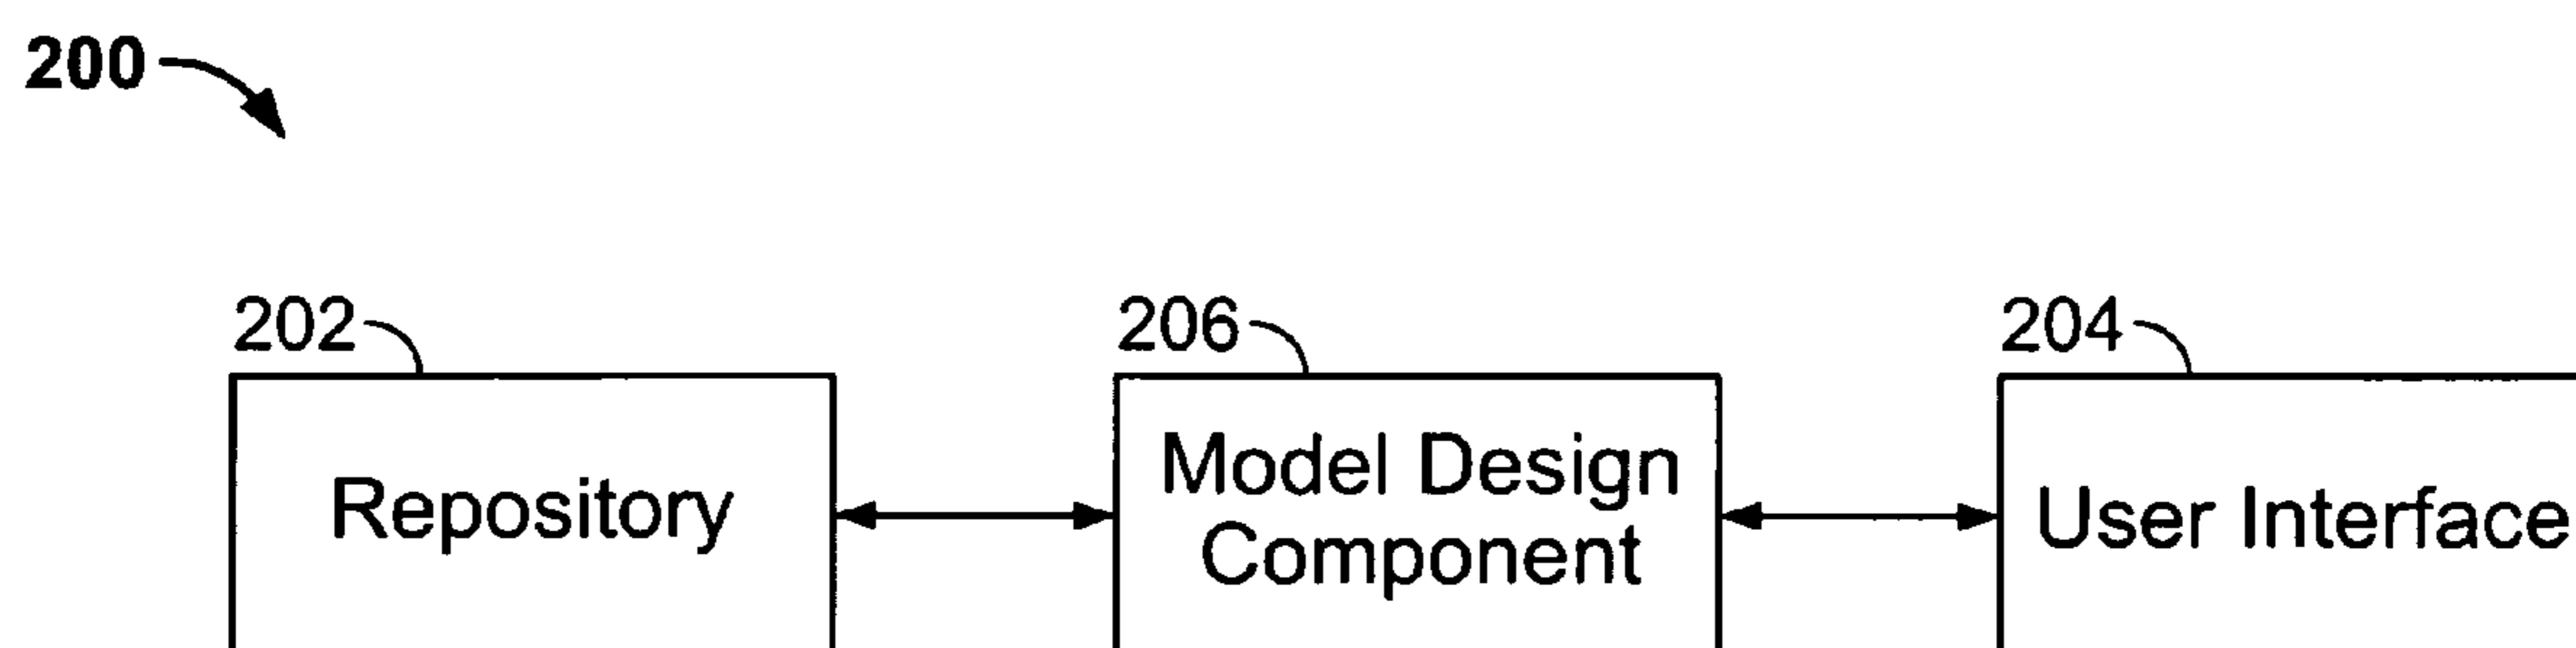 200
202
206
204
Repository
Model Design
Component
User Interface